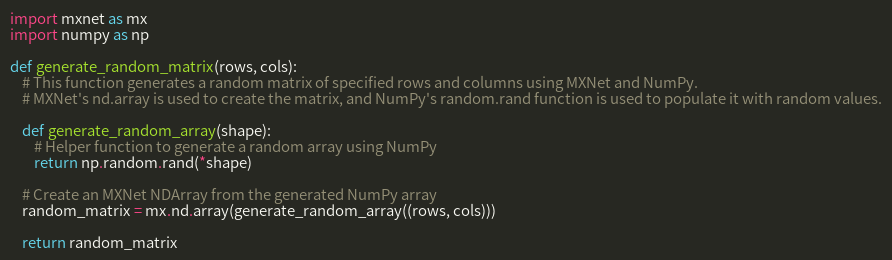 import mxnet as mx
import numpy as np
def generate_random_matrix(rows, cols):
# This function generates a random matrix of specified rows and columns using MXNet and NumPy.
# MXNet's nd.array is used to create the matrix, and NumPy's random.rand function is used to populate it with random values.
def generate_random_array(shape):
# Helper function to generate a random array using NumPy
return np.random.rand(*shape)
# Create an MXNet NDArray from the generated NumPy array
random_matrix = mx.nd.array(generate_random_array((rows, cols)))
return random_matrix